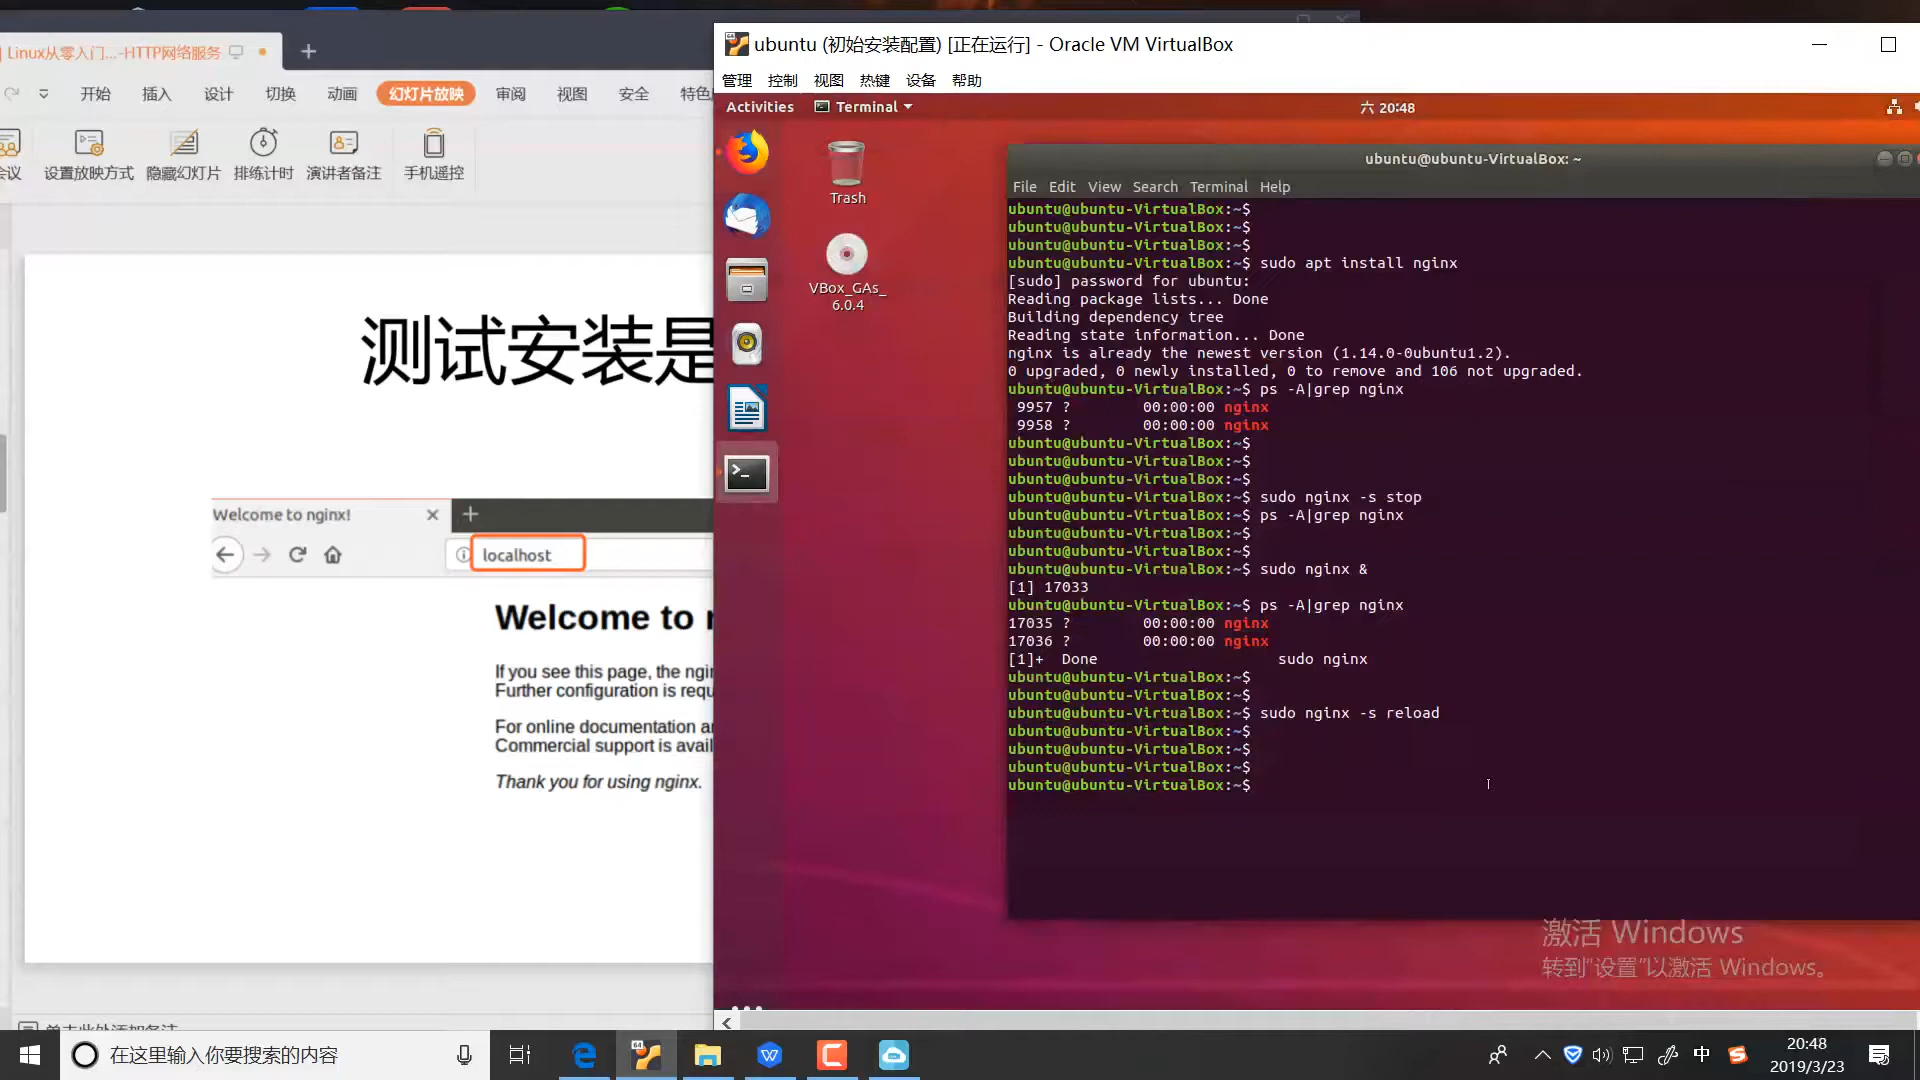 Linux从零入门...-HTTP网络服务
开始 插入 设计 切换 动画 幻灯片放映 审阅 视图 安全 特色
会议 设置放映方式 隐藏幻灯片 排练计时 演讲者备注 手机遥控
测试安装是
Welcome to nginx!
localhost
Welcome to
If you see this page, the ngin
Further configuration is requ
For online documentation
Commercial support is avail
Thank you for using nginx.
ubuntu (初始安装配置) [正在运行] - Oracle VM VirtualBox
管理 控制 视图 热键 设备 帮助
Activities Terminal 六 20:48
Trash
VBox_GAs_
6.0.4
ubuntu@ubuntu-VirtualBox: ~
File Edit View Search Terminal Help
ubuntu@ubuntu-VirtualBox:~$
ubuntu@ubuntu-VirtualBox:~$
ubuntu@ubuntu-VirtualBox:~$
ubuntu@ubuntu-VirtualBox:~$ sudo apt install nginx
[sudo] password for ubuntu:
Reading package lists... Done
Building dependency tree
Reading state information... Done
nginx is already the newest version (1.14.0-0ubuntu1.2).
0 upgraded, 0 newly installed, 0 to remove and 106 not upgraded.
ubuntu@ubuntu-VirtualBox:~$ ps -A|grep nginx
9957 ? 00:00:00 nginx
9958 ? 00:00:00 nginx
ubuntu@ubuntu-VirtualBox:~$
ubuntu@ubuntu-VirtualBox:~$
ubuntu@ubuntu-VirtualBox:~$
ubuntu@ubuntu-VirtualBox:~$ sudo nginx -s stop
ubuntu@ubuntu-VirtualBox:~$ ps -A|grep nginx
ubuntu@ubuntu-VirtualBox:~$
ubuntu@ubuntu-VirtualBox:~$
ubuntu@ubuntu-VirtualBox:~$ sudo nginx &
[1] 17033
ubuntu@ubuntu-VirtualBox:~$ ps -A|grep nginx
17035 ? 00:00:00 nginx
17036 ? 00:00:00 nginx
[1]+ Done sudo nginx
ubuntu@ubuntu-VirtualBox:~$
ubuntu@ubuntu-VirtualBox:~$
ubuntu@ubuntu-VirtualBox:~$ sudo nginx -s reload
ubuntu@ubuntu-VirtualBox:~$
ubuntu@ubuntu-VirtualBox:~$
ubuntu@ubuntu-VirtualBox:~$
ubuntu@ubuntu-VirtualBox:~$
激活 Windows
转到"设置"以激活 Windows。
单击此处添加备注
在这里输入你要搜索的内容
中
20:48
2019/3/23